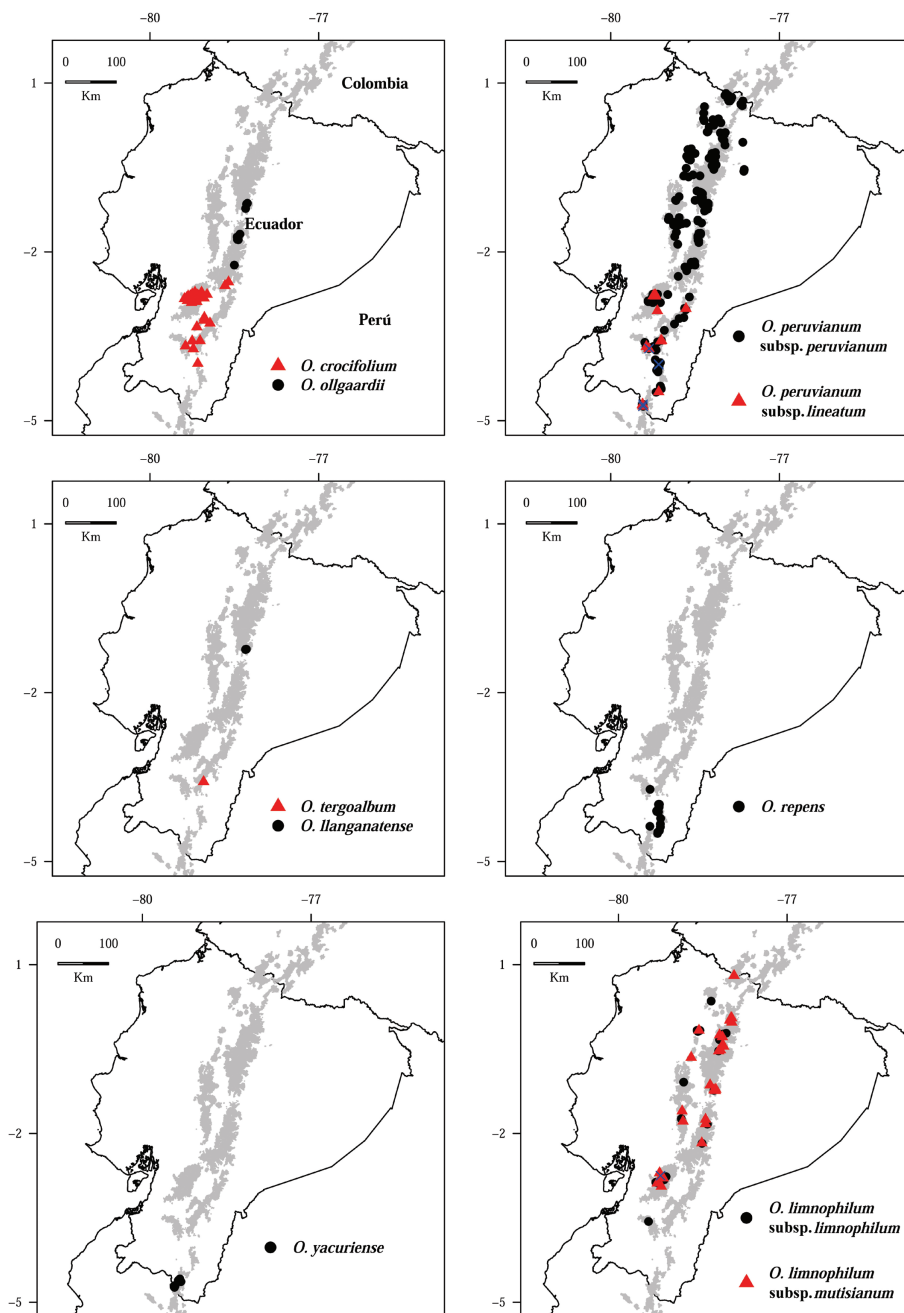 -80
-77
1
-2
-5
0 100
Km
Colombia
Ecuador
Perú
O. crocifolium
O. ollgaardii
-80
-77
1
-2
-5
0 100
Km
O. peruvianum
subsp. peruvianum
O. peruvianum
subsp. lineatum
-80
-77
1
-2
-5
0 100
Km
O. tergoalbum
O. llanganatense
-80
-77
1
-2
-5
0 100
Km
O. repens
-80
-77
1
-2
-5
0 100
Km
O. yacuriense
-80
-77
1
-2
-5
0 100
Km
O. limnophilum
subsp. limnophilum
O. limnophilum
subsp. mutisianum